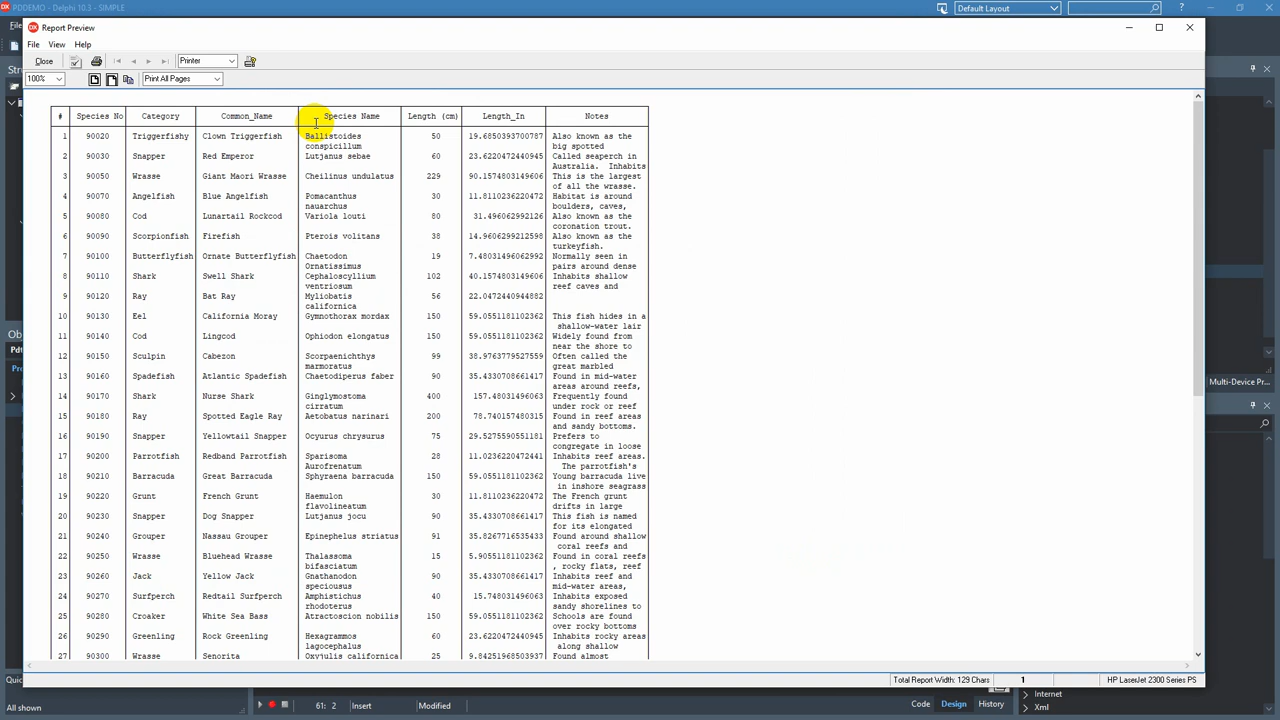 PDDEMO - Delphi 10.3 - SIMPLE
Default Layout
Report Preview
File View Help
Close
Printer
100%
Print All Pages
# Species No Category Common_Name Species Name Length (cm) Length_In Notes
1 90020 Triggerfishy Clown Triggerfish Ballistoides 50 19.6850393700787 Also known as the
conspicillum big spotted
2 90030 Snapper Red Emperor Lutjanus sebae 60 23.6220472440945 Called seaperch in
Australia. Inhabits
3 90050 Wrasse Giant Maori Wrasse Cheilinus undulatus 229 90.1574803149606 This is the largest
of all the wrasse.
4 90070 Angelfish Blue Angelfish Pomacanthus 30 11.8110236220472 Habitat is around
nauarchus boulders, caves,
5 90080 Cod Lunartail Rockcod Variola louti 80 31.496062992126 Also known as the
coronation trout.
6 90090 Scorpionfish Firefish Pterois volitans 38 14.9606299212598 Also known as the
turkeyfish.
7 90100 Butterflyfish Ornate Butterflyfish Chaetodon 19 7.48031496062992 Normally seen in
Ornatissimus pairs around dense
8 90110 Shark Swell Shark Cephaloscyllium 102 40.1574803149606 Inhabits shallow
ventriosum reef caves and
9 90120 Ray Bat Ray Myliobatis 56 22.0472440944882
californica
10 90130 Eel California Moray Gymnothorax mordax 150 59.0551181102362 This fish hides in a
shallow-water lair
11 90140 Cod Lingcod Ophiodon elongatus 150 59.0551181102362 Widely found from
near the shore to
12 90150 Sculpin Cabezon Scorpaenichthys 99 38.9763779527559 Often called the
marmoratus great marbled
13 90160 Spadefish Atlantic Spadefish Chaetodiperus faber 90 35.4330708661417 Found in mid-water
areas around reefs,
14 90170 Shark Nurse Shark Ginglymostoma 400 157.48031496063 Frequently found
cirratum under rock or reef
15 90180 Ray Spotted Eagle Ray Aetobatus narinari 200 78.740157480315 Found in reef areas
and sandy bottoms.
16 90190 Snapper Yellowtail Snapper Ocyurus chrysurus 75 29.5275590551181 Prefers to
congregate in loose
17 90200 Parrotfish Redband Parrotfish Sparisoma 28 11.0236220472441 Inhabits reef areas.
Aurofrenatum The parrotfish's
18 90210 Barracuda Great Barracuda Sphyraena barracuda 150 59.0551181102362 Young barracuda live
in inshore seagrass
19 90220 Grunt French Grunt Haemulon 30 11.8110236220472 The French grunt
flavolineatum drifts in large
20 90230 Snapper Dog Snapper Lutjanus jocu 90 35.4330708661417 This fish is named
for its elongated
21 90240 Grouper Nassau Grouper Epinephelus striatus 91 35.8267716535433 Found around shallow
coral reefs and
22 90250 Wrasse Bluehead Wrasse Thalassoma 15 5.90551181102362 Found in coral reefs
bifasciatum , rocky flats, reef
23 90260 Jack Yellow Jack Gnathanodon 90 35.4330708661417 Inhabits reef and
speciousus mid-water areas,
24 90270 Surfperch Redtail Surfperch Amphistichus 40 15.748031496063 Inhabits exposed
rhodoterus sandy shorelines to
25 90280 Croaker White Sea Bass Atractoscion nobilis 150 59.0551181102362 Schools are found
over rocky bottoms
26 90290 Greenling Rock Greenling Hexagrammos 60 23.6220472440945 Inhabits rocky areas
lagocephalus along shallow
27 90300 Wrasse Senorita Oxyjulis californica 25 9.84251968503937 Found almost
Total Report Width: 129 Chars 1 HP LaserJet 2300 Series PS
Multi-Device Pr...
All shown
61: 2 Insert Modified
Code Design History
Internet
Xml